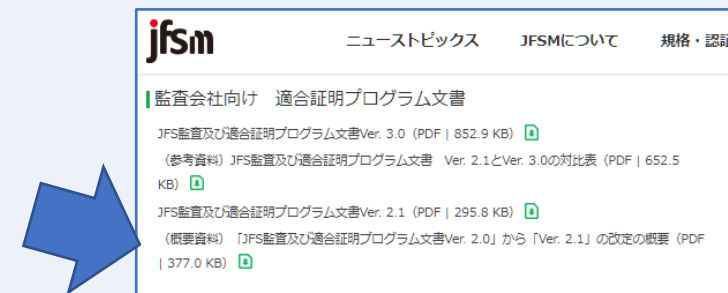 jfsm
ニューストピックス JFSMについて 規格・認証
監査会社向け 適合証明プログラム文書
JFS監査及び適合証明プログラム文書Ver. 3.0（PDF | 852.9 KB）
（参考資料）JFS監査及び適合証明プログラム文書 Ver. 2.1とVer. 3.0の対比表（PDF | 652.5
KB）
JFS監査及び適合証明プログラム文書Ver. 2.1（PDF | 295.8 KB）
（概要資料）「JFS監査及び適合証明プログラム文書Ver. 2.0」から「Ver. 2.1」の改定の概要（PDF
| 377.0 KB）